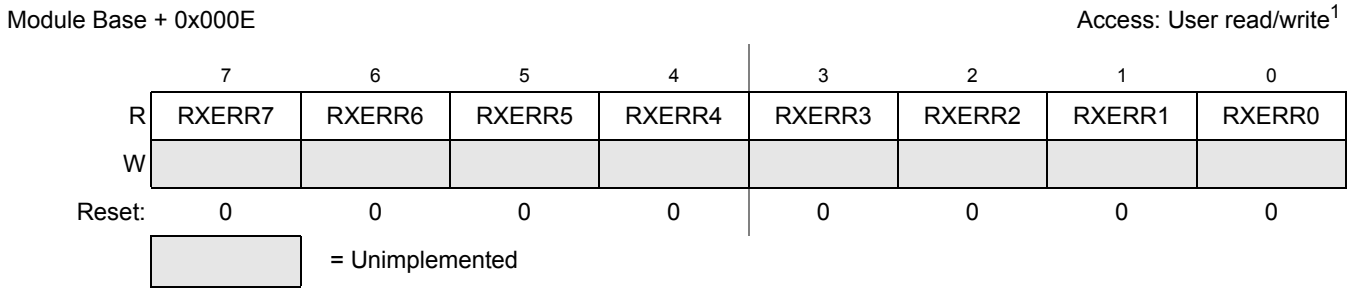 Module Base + 0x000E Access: User read/write1
7 6 5 4 3 2 1 0
R RXERR7 RXERR6 RXERR5 RXERR4 RXERR3 RXERR2 RXERR1 RXERR0
W
Reset: 0 0 0 0 0 0 0 0
= Unimplemented